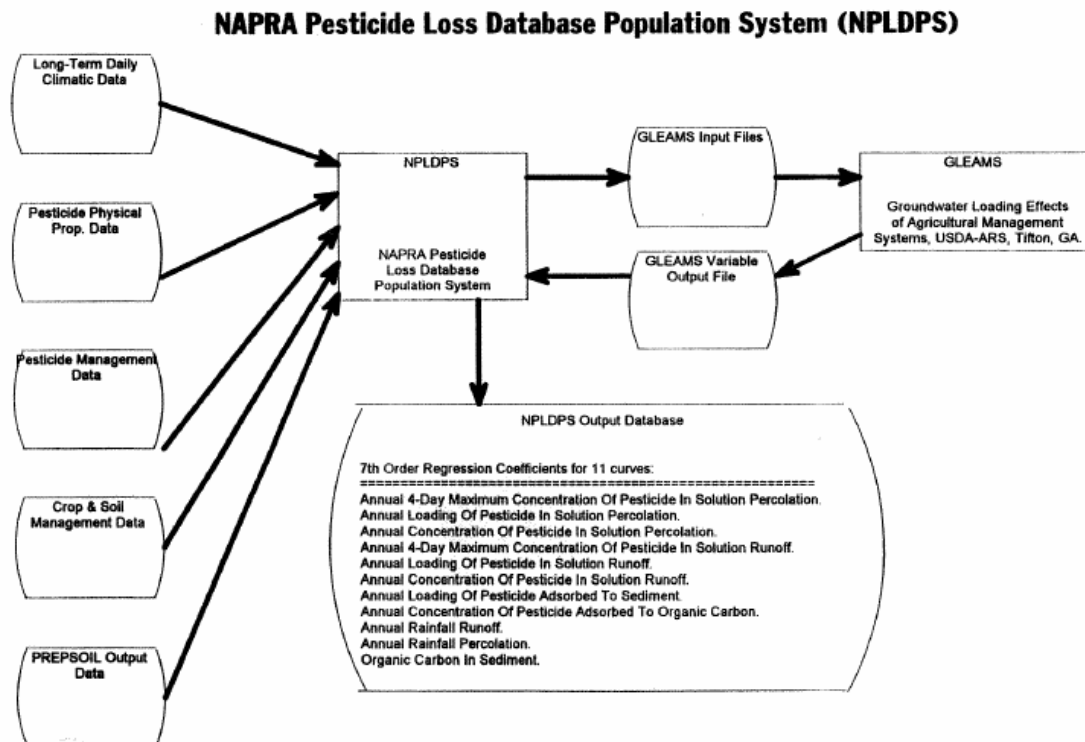 NAPRA Pesticide Loss Database Population System (NPLDPS)
Long-Term Daily
Climatic Data
Pesticide Physical
Prop. Data
Pesticide Management
Data
Crop & Soil
Management Data
PREPSOIL Output
Data
NPLDPS
NAPRA Pesticide
Loss Database
Population System
GLEAMS Input Files
GLEAMS
Groundwater Loading Effects
of Agricultural Management
Systems, USDA-ARS, Tifton, GA.
GLEAMS Variable
Output File
NPLDPS Output Database
7th Order Regression Coefficients for 11 curves:
Annual 4-Day Maximum Concentration Of Pesticide In Solution Percolation.
Annual Loading Of Pesticide In Solution Percolation.
Annual Concentration Of Pesticide In Solution Percolation.
Annual 4-Day Maximum Concentration Of Pesticide In Solution Runoff.
Annual Loading Of Pesticide In Solution Runoff.
Annual Concentration Of Pesticide In Solution Runoff.
Annual Loading Of Pesticide Adsorbed To Sediment.
Annual Concentration Of Pesticide Adsorbed To Organic Carbon.
Annual Rainfall Runoff.
Annual Rainfall Percolation.
Organic Carbon In Sediment.